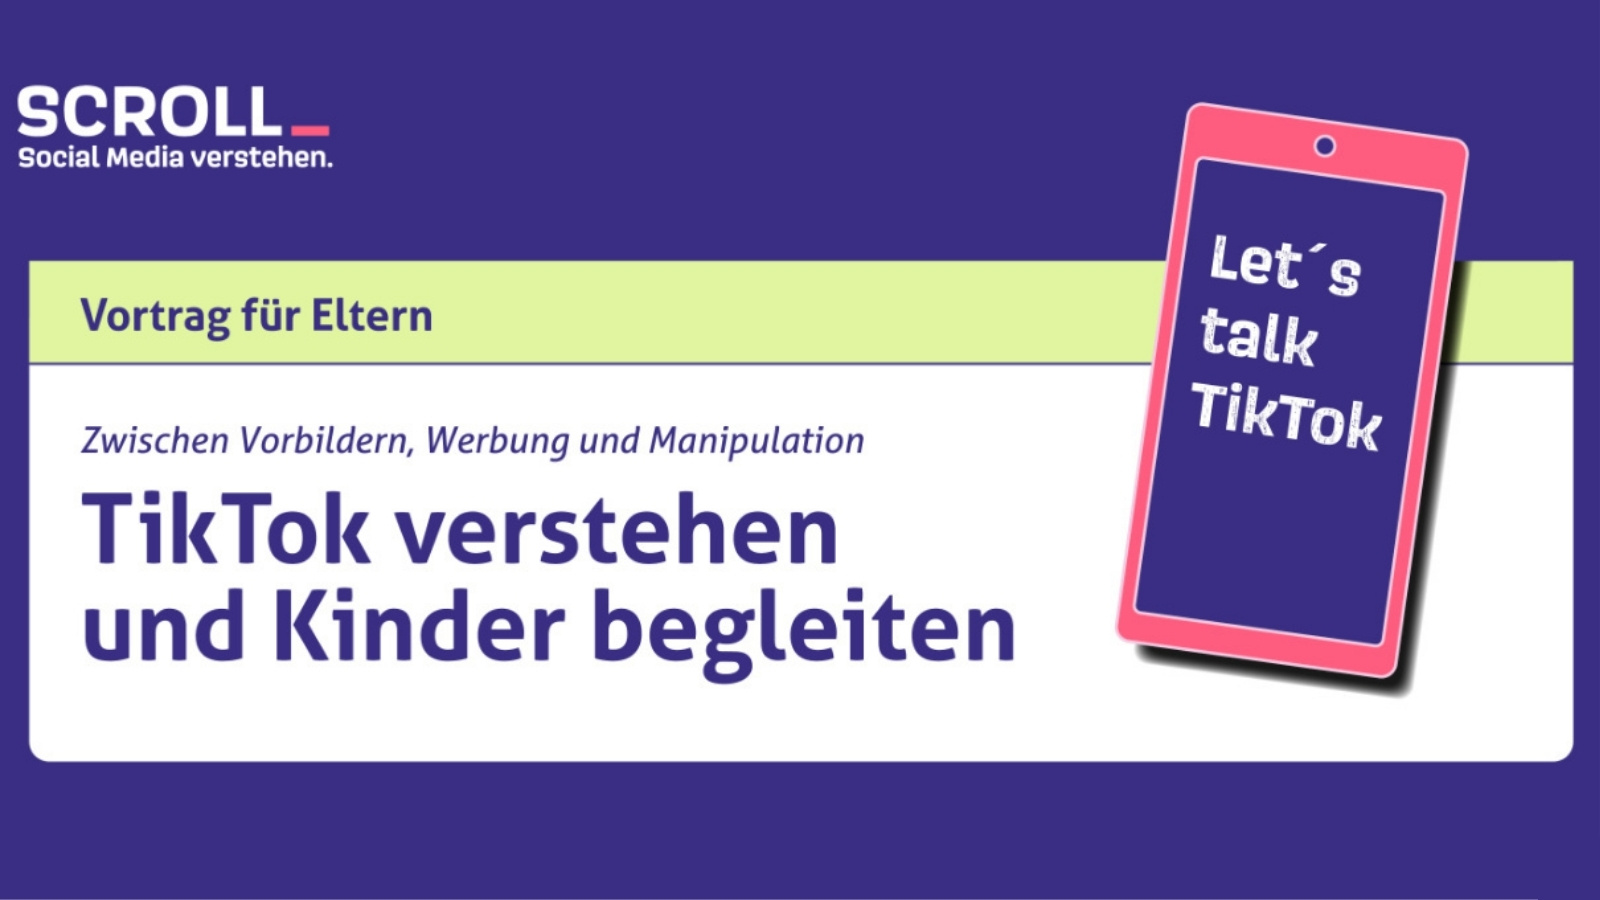 SCROLL_
Social Media verstehen.
Vortrag für Eltern
Zwischen Vorbildern, Werbung und Manipulation
TikTok verstehen
und Kinder begleiten
Let´s
talk
TikTok